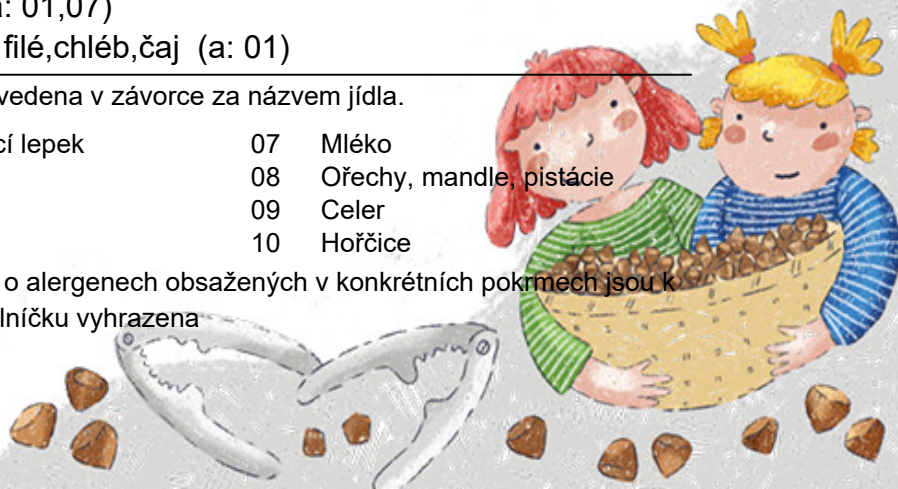 : 01,07)
filé,chléb,čaj (a: 01)
vedena v závorce za názvem jídla.
cí lepek 07 Mléko
08 Ořechy, mandle, pistácie
09 Celer
10 Hořčice
o alergenech obsažených v konkrétních pokrmech jsou k
lníčku vyhrazena